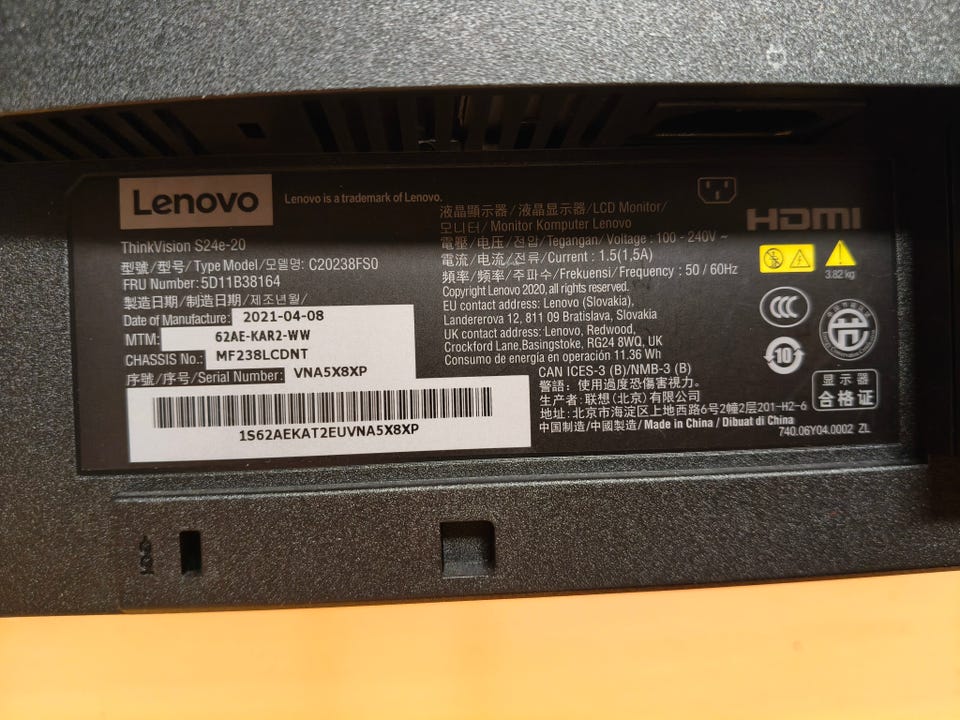 Lenovo
Lenovo is a trademark of Lenovo.
ThinkVision S24e-20
型號/型号/Type Model/모델명: C20238FS0
FRU Number: 5D11B38164
製造日期/制造日期/제조년월/
Date of Manufacture: 2021-04-08
MTM: 62AE-KAR2-WW
CHASSIS No.: MF238LCDNT
序號/序号/Serial Number: VNA5X8XP
1S62AEKAT2EUVNA5X8XP
液晶顯示器/液晶显示器/LCD Monitor/
모니터/Monitor Komputer Lenovo
電壓/电压/전압/Tegangan/Voltage : 100 - 240V ~
電流/电流/전류/Current : 1.5(1,5A)
頻率/频率/주파수/Frekuensi/Frequency : 50 / 60Hz
Copyright Lenovo 2020, all rights reserved.
EU contact address: Lenovo (Slovakia),
Landererova 12, 811 09 Bratislava, Slovakia
UK contact address: Lenovo, Redwood,
Crockford Lane,Basingstoke, RG24 8WQ, UK
Consumo de energía en operación 11.36 Wh
CAN ICES-3 (B)/NMB-3 (B)
警語: 使用過度恐傷害視力。
生产者: 联想(北京)有限公司
地址: 北京市海淀区上地西路6号2幢2层201-H2-6
中国制造/中國製造/Made in China / Dibuat di China
740.06Y04.0002 ZL
HDMI
3.82 kg
CCC
10
显示器
合格证